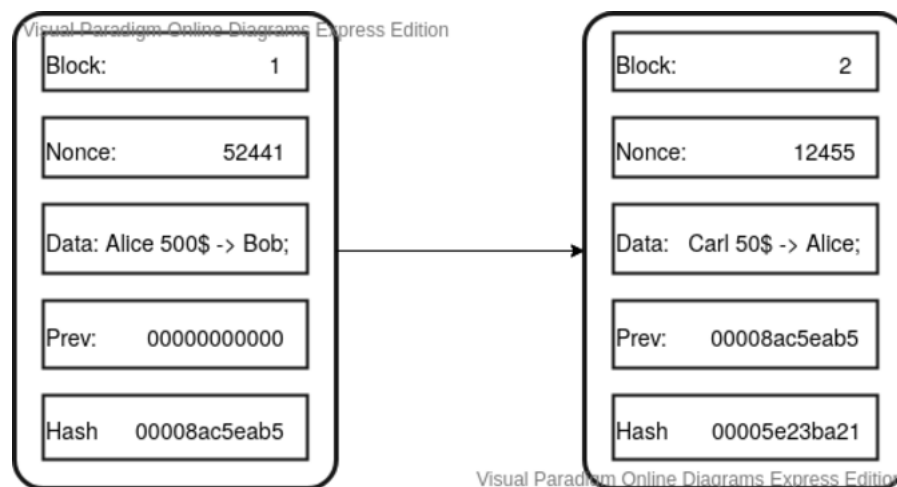 Visual Paradigm Online Diagrams Express Edition
Block: 1
Nonce: 52441
Data: Alice 500$ -> Bob;
Prev: 00000000000
Hash 00008ac5eab5
Block: 2
Nonce: 12455
Data: Carl 50$ -> Alice;
Prev: 00008ac5eab5
Hash 00005e23ba21
Visual Paradigm Online Diagrams Express Edition